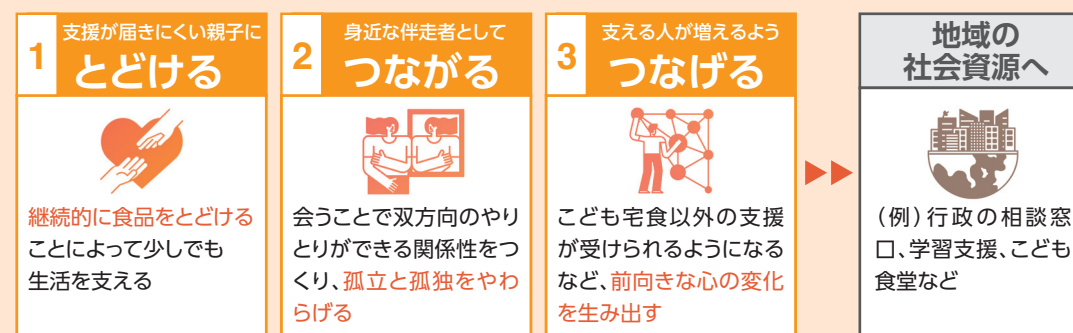 1
支援が届きにくい親子に
とどける
継続的に食品をとどける
ことによって少しでも
生活を支える
2
身近な伴走者として
つながる
会うことで双方向のやり
とりができる関係性をつ
くり、孤立と孤独をやわ
らげる
3
支える人が増えるよう
つなげる
こども宅食以外の支援
が受けられるようになる
など、前向きな心の変化
を生み出す
地域の
社会資源へ
(例)行政の相談窓
口、学習支援、こども
食堂など